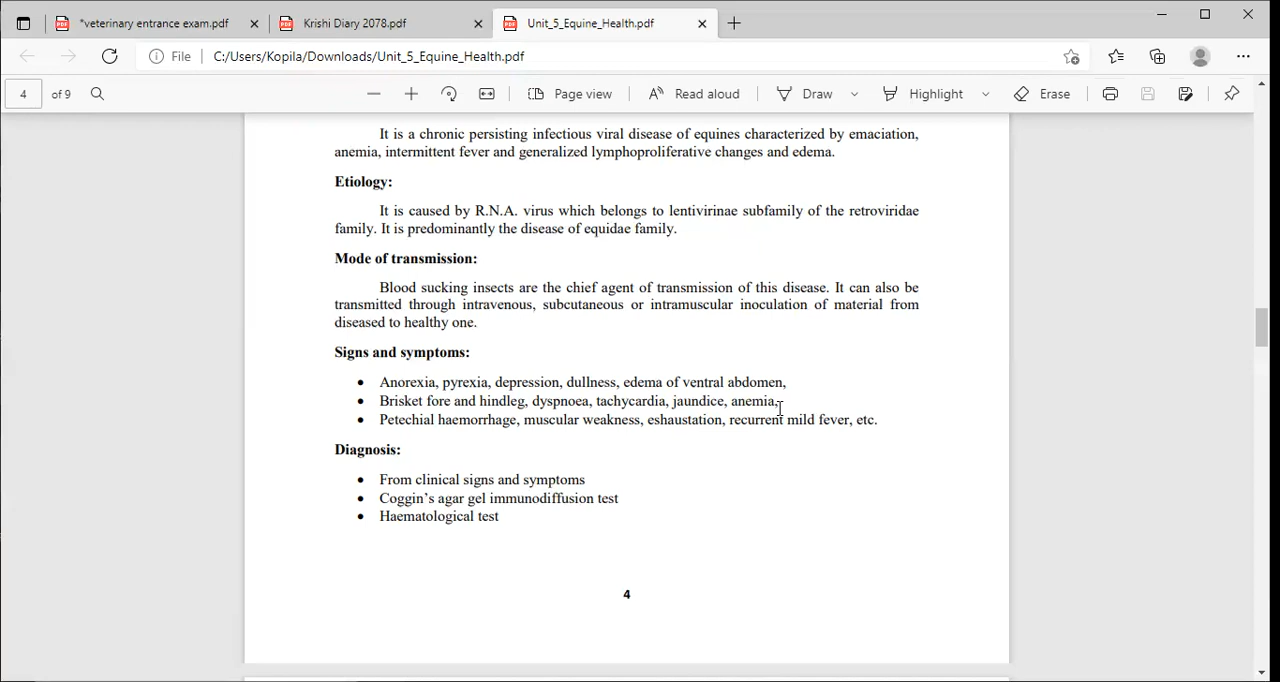 *veterinary entrance exam.pdf
Krishi Diary 2078.pdf
Unit_5_Equine_Health.pdf
File
C:/Users/Kopila/Downloads/Unit_5_Equine_Health.pdf
4 of 9
Page view
Read aloud
Draw
Highlight
Erase
It is a chronic persisting infectious viral disease of equines characterized by emaciation,
anemia, intermittent fever and generalized lymphoproliferative changes and edema.
Etiology:
It is caused by R.N.A. virus which belongs to lentivirinae subfamily of the retroviridae
family. It is predominantly the disease of equidae family.
Mode of transmission:
Blood sucking insects are the chief agent of transmission of this disease. It can also be
transmitted through intravenous, subcutaneous or intramuscular inoculation of material from
diseased to healthy one.
Signs and symptoms:
• Anorexia, pyrexia, depression, dullness, edema of ventral abdomen,
• Brisket fore and hindleg, dyspnoea, tachycardia, jaundice, anemia,
• Petechial haemorrhage, muscular weakness, eshaustation, recurrent mild fever, etc.
Diagnosis:
• From clinical signs and symptoms
• Coggin’s agar gel immunodiffusion test
• Haematological test
4